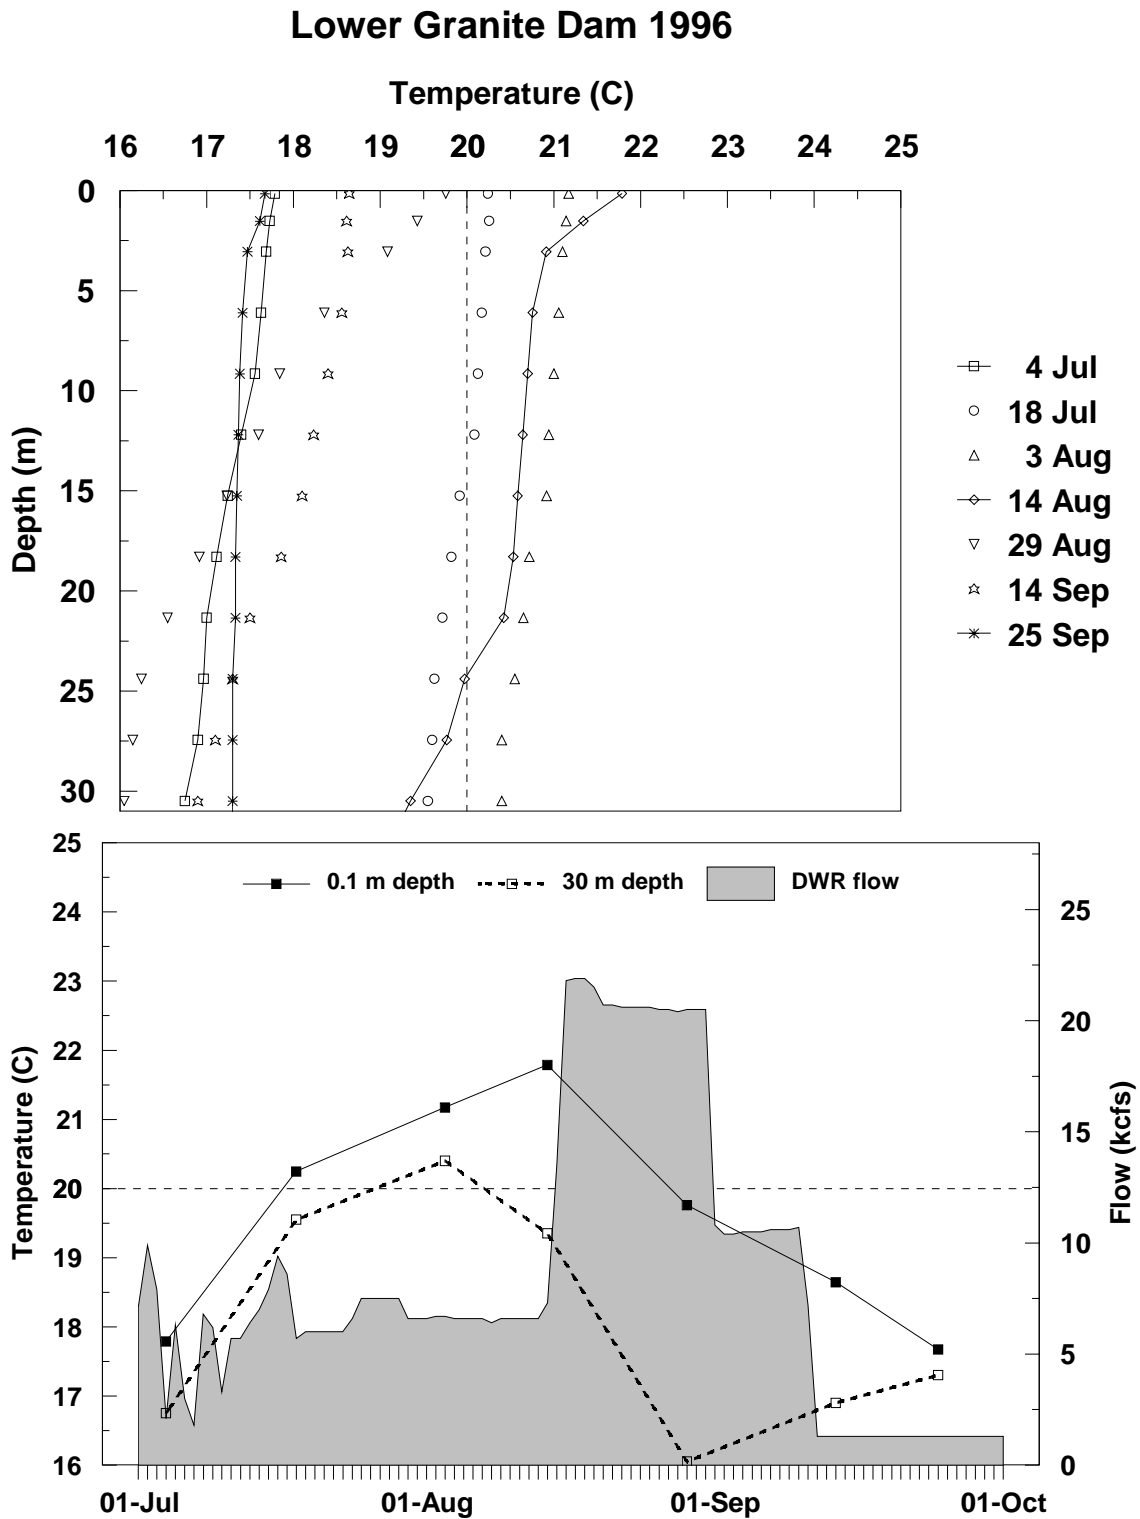 Lower Granite Dam 1996
Temperature (C)
16 17 18 19 20 21 22 23 24 25
0
5
10
15
20
25
30
Depth (m)
4 Jul
18 Jul
3 Aug
14 Aug
29 Aug
14 Sep
25 Sep
25
24
23
22
21
20
19
18
17
16
Temperature (C)
0.1 m depth 30 m depth DWR flow
25
20
15
10
5
0
Flow (kcfs)
01-Jul 01-Aug 01-Sep 01-Oct